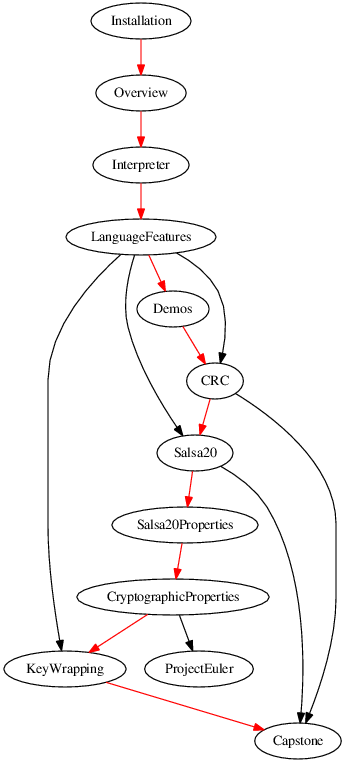 Installation
Overview
Interpreter
LanguageFeatures
Demos
CRC
Salsa20
Salsa20Properties
CryptographicProperties
KeyWrapping
ProjectEuler
Capstone